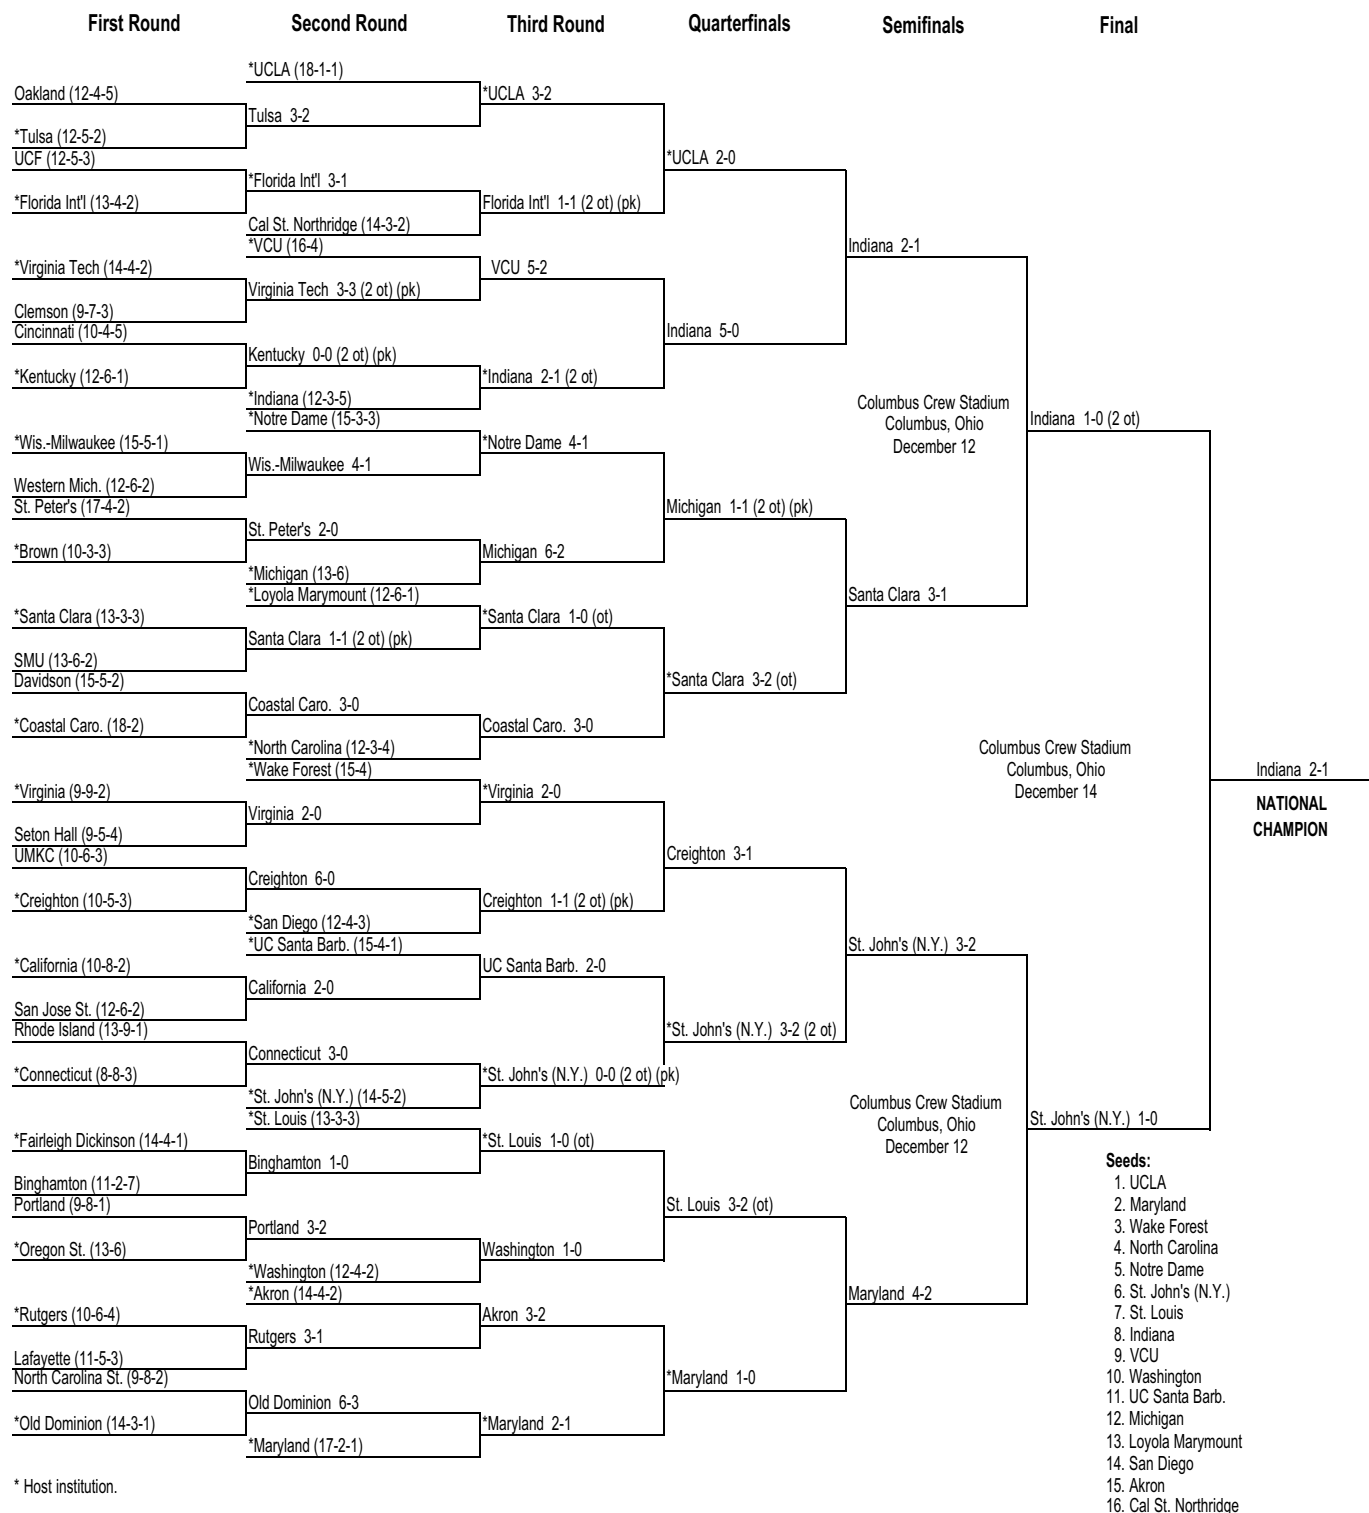 First Round
Second Round
Third Round
Quarterfinals
Semifinals
Final
Oakland (12-4-5)
*Tulsa (12-5-2)
UCF (12-5-3)
*Florida Int'l (13-4-2)
*Virginia Tech (14-4-2)
Clemson (9-7-3)
Cincinnati (10-4-5)
*Kentucky (12-6-1)
*Wis.-Milwaukee (15-5-1)
Western Mich. (12-6-2)
St. Peter's (17-4-2)
*Brown (10-3-3)
*Santa Clara (13-3-3)
SMU (13-6-2)
Davidson (15-5-2)
*Coastal Caro. (18-2)
*Virginia (9-9-2)
Seton Hall (9-5-4)
UMKC (10-6-3)
*Creighton (10-5-3)
*California (10-8-2)
San Jose St. (12-6-2)
Rhode Island (13-9-1)
*Connecticut (8-8-3)
*Fairleigh Dickinson (14-4-1)
Binghamton (11-2-7)
Portland (9-8-1)
*Oregon St. (13-6)
*Rutgers (10-6-4)
Lafayette (11-5-3)
North Carolina St. (9-8-2)
*Old Dominion (14-3-1)
* Host institution.
*UCLA (18-1-1)
Tulsa 3-2
*Florida Int'l 3-1
Cal St. Northridge (14-3-2)
*VCU (16-4)
Virginia Tech 3-3 (2 ot) (pk)
Kentucky 0-0 (2 ot) (pk)
*Indiana (12-3-5)
*Notre Dame (15-3-3)
Wis.-Milwaukee 4-1
St. Peter's 2-0
*Michigan (13-6)
*Loyola Marymount (12-6-1)
Santa Clara 1-1 (2 ot) (pk)
Coastal Caro. 3-0
*North Carolina (12-3-4)
*Wake Forest (15-4)
Virginia 2-0
Creighton 6-0
*San Diego (12-4-3)
*UC Santa Barb. (15-4-1)
California 2-0
Connecticut 3-0
*St. John's (N.Y.) (14-5-2)
*St. Louis (13-3-3)
Binghamton 1-0
Portland 3-2
*Washington (12-4-2)
*Akron (14-4-2)
Rutgers 3-1
Old Dominion 6-3
*Maryland (17-2-1)
*UCLA 3-2
Florida Int'l 1-1 (2 ot) (pk)
VCU 5-2
*Indiana 2-1 (2 ot)
*Notre Dame 4-1
Michigan 6-2
*Santa Clara 1-0 (ot)
Coastal Caro. 3-0
*Virginia 2-0
Creighton 1-1 (2 ot) (pk)
UC Santa Barb. 2-0
*St. John's (N.Y.) 0-0 (2 ot) (pk)
*St. Louis 1-0 (ot)
Washington 1-0
Akron 3-2
*Maryland 2-1
*UCLA 2-0
Indiana 5-0
Michigan 1-1 (2 ot) (pk)
*Santa Clara 3-2 (ot)
Creighton 3-1
*St. John's (N.Y.) 3-2 (2 ot)
St. Louis 3-2 (ot)
*Maryland 1-0
Indiana 2-1
Columbus Crew Stadium
Columbus, Ohio
December 12
Santa Clara 3-1
St. John's (N.Y.) 3-2
Columbus Crew Stadium
Columbus, Ohio
December 12
Maryland 4-2
Indiana 1-0 (2 ot)
Columbus Crew Stadium
Columbus, Ohio
December 14
St. John's (N.Y.) 1-0
Indiana 2-1
NATIONAL
CHAMPION
Seeds:
1. UCLA
2. Maryland
3. Wake Forest
4. North Carolina
5. Notre Dame
6. St. John's (N.Y.)
7. St. Louis
8. Indiana
9. VCU
10. Washington
11. UC Santa Barb.
12. Michigan
13. Loyola Marymount
14. San Diego
15. Akron
16. Cal St. Northridge